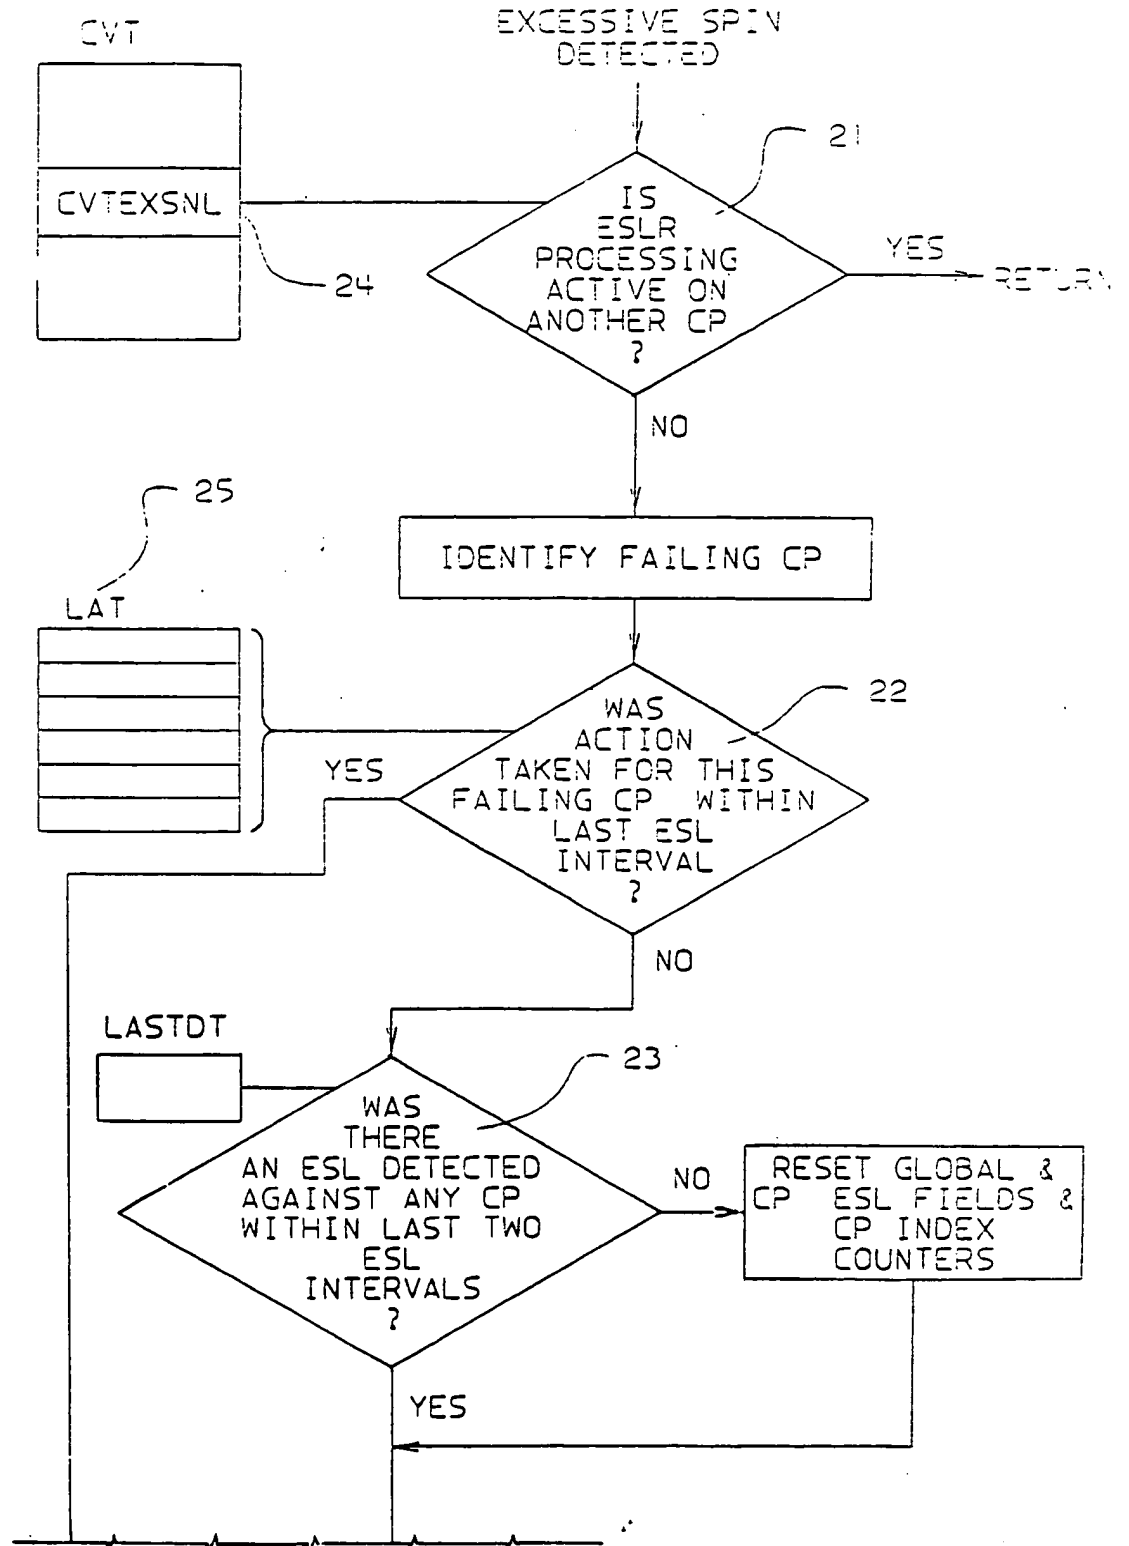 CVT
EXCESSIVE SPIN
DETECTED
21
CVTEXSNL
24
IS
ESLR
PROCESSING
ACTIVE ON
ANOTHER CP
?
YES
RETURN
NO
25
IDENTIFY FAILING CP
LAT
22
WAS
ACTION
TAKEN FOR THIS
FAILING CP WITHIN
LAST ESL
INTERVAL
?
YES
NO
LASTDT
23
WAS
THERE
AN ESL DETECTED
AGAINST ANY CP
WITHIN LAST TWO
ESL
INTERVALS
?
NO
RESET GLOBAL &
CP ESL FIELDS &
CP INDEX
COUNTERS
YES